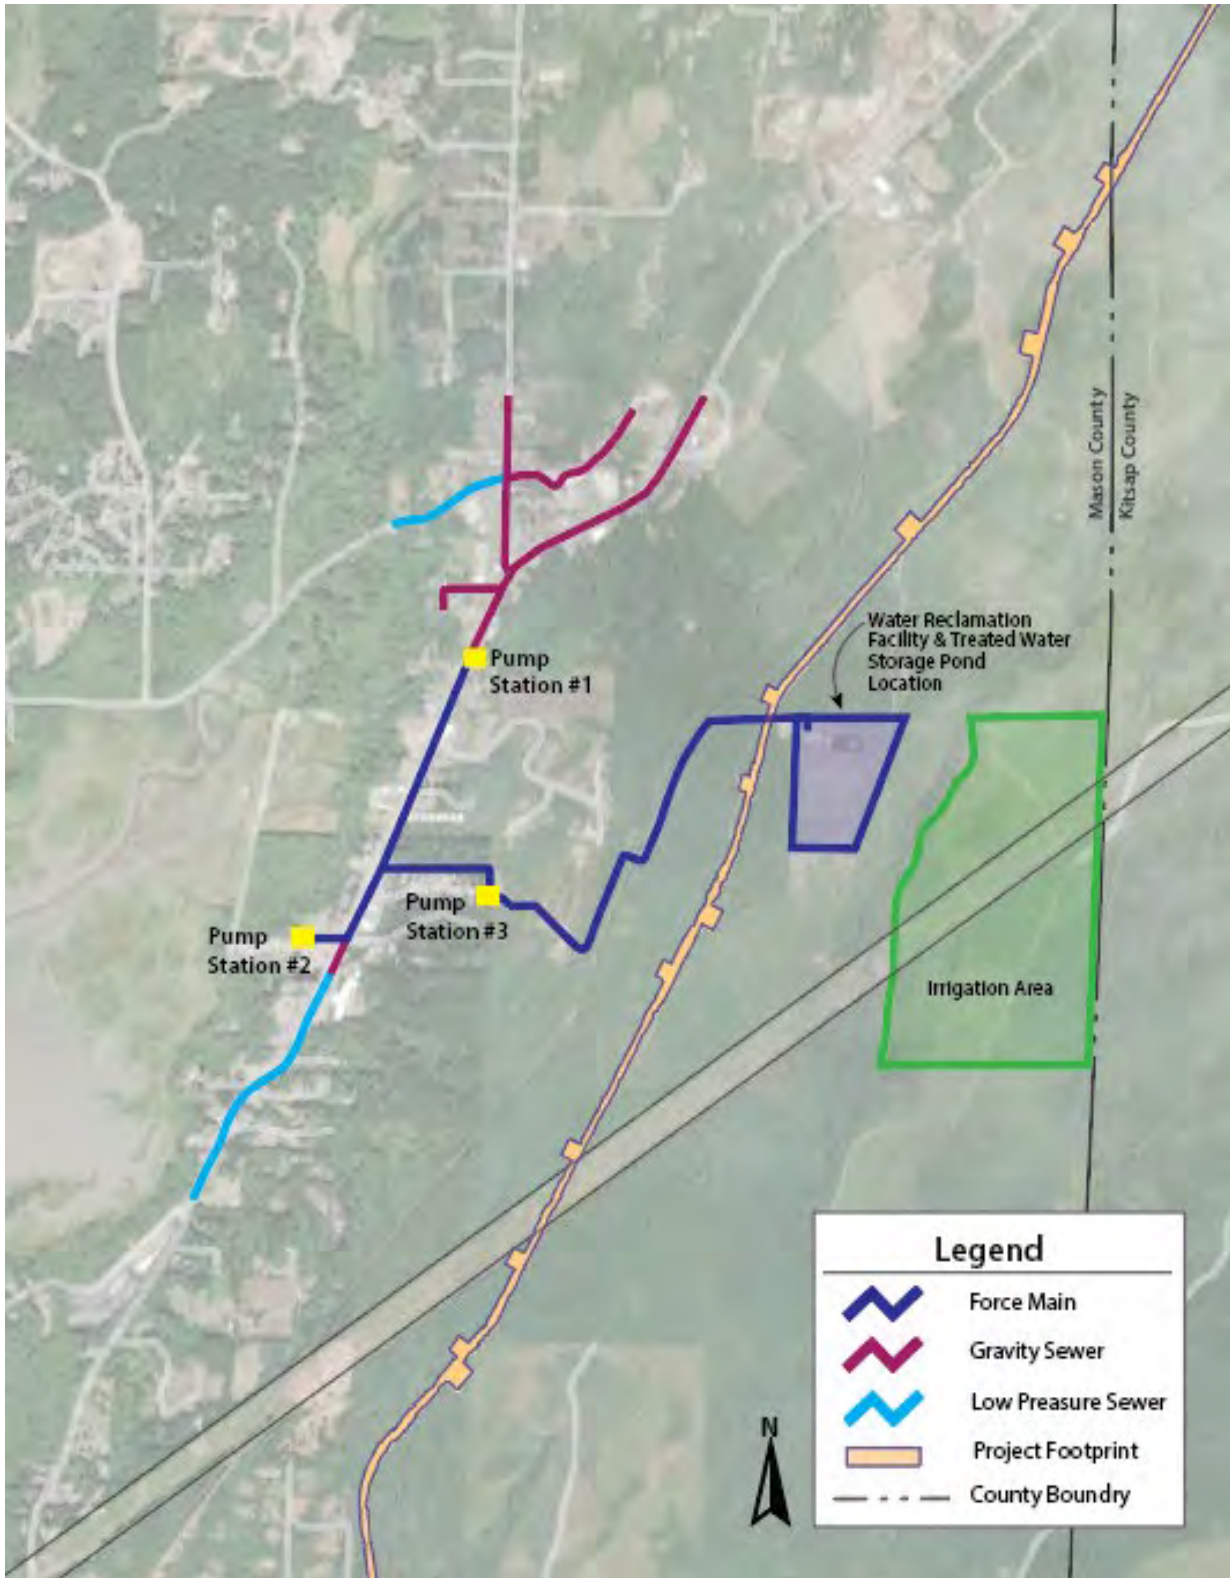 Mason County
Kitsap County
Water Reclamation
Facility & Treated Water
Storage Pond
Location
Pump
Station #1
Pump
Station #3
Pump
Station #2
Irrigation Area
Legend
Force Main
Gravity Sewer
Low Preasure Sewer
Project Footprint
County Boundry
N